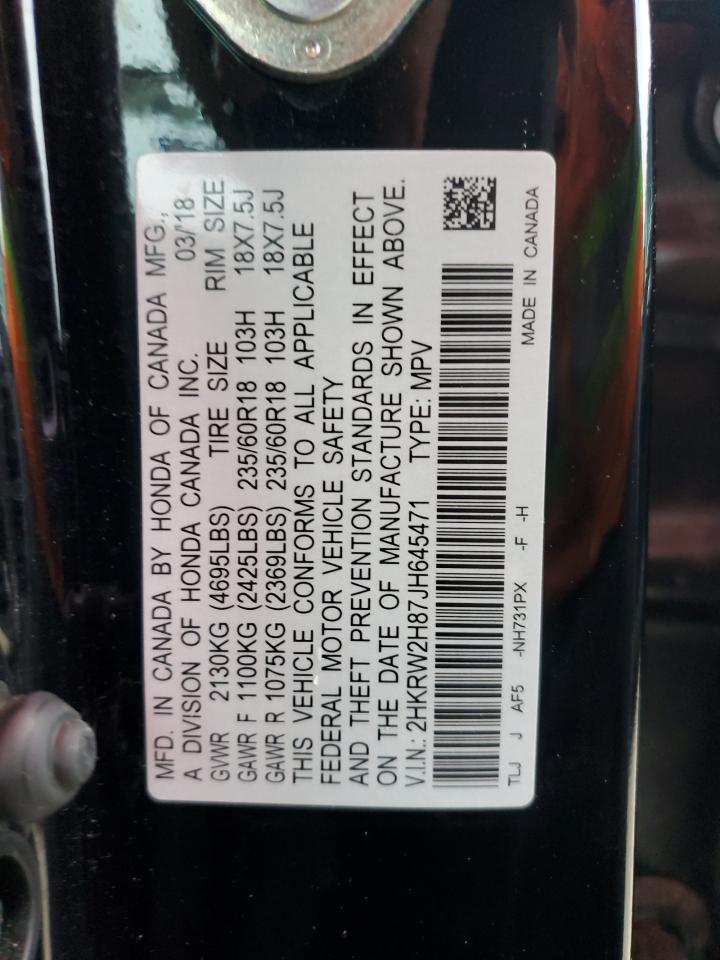 MFD. IN CANADA BY HONDA OF CANADA MFG.,
A DIVISION OF HONDA CANADA INC. 03/'18
GVWR 2130KG (4695LBS) TIRE SIZE RIM SIZE
GAWR F 1100KG (2425LBS) 235/60R18 103H 18X7.5J
GAWR R 1075KG (2369LBS) 235/60R18 103H 18X7.5J
THIS VEHICLE CONFORMS TO ALL APPLICABLE
FEDERAL MOTOR VEHICLE SAFETY
AND THEFT PREVENTION STANDARDS IN EFFECT
ON THE DATE OF MANUFACTURE SHOWN ABOVE.
V.I.N.: 2HKRW2H87JH645471 TYPE: MPV
TLJ J AF5 -NH731PX -F -H MADE IN CANADA